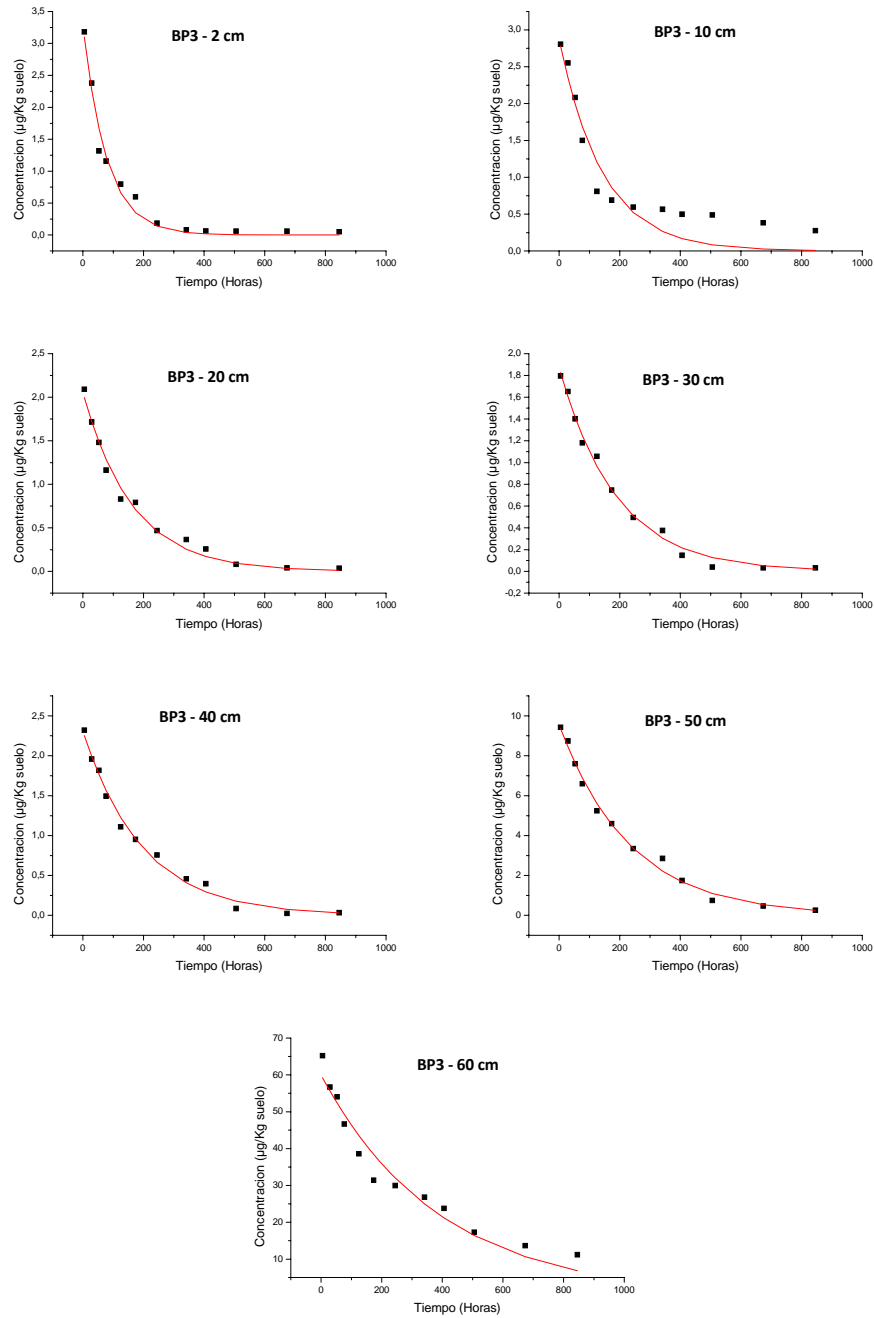 BP3 - 2 cm
Concentracion (µg/Kg suelo)
3,5
3,0
2,5
2,0
1,5
1,0
0,5
0,0
0 200 400 600 800 1000
Tiempo (Horas)
BP3 - 10 cm
Concentracion (µg/Kg suelo)
3,0
2,5
2,0
1,5
1,0
0,5
0,0
0 200 400 600 800 1000
Tiempo (Horas)
BP3 - 20 cm
Concentracion (µg/Kg suelo)
2,5
2,0
1,5
1,0
0,5
0,0
0 200 400 600 800 1000
Tiempo (Horas)
BP3 - 30 cm
Concentracion (µg/Kg suelo)
2,0
1,8
1,6
1,4
1,2
1,0
0,8
0,6
0,4
0,2
0,0
-0,2
0 200 400 600 800 1000
Tiempo (Horas)
BP3 - 40 cm
Concentracion (µg/Kg suelo)
2,5
2,0
1,5
1,0
0,5
0,0
0 200 400 600 800 1000
Tiempo (Horas)
BP3 - 50 cm
Concentracion (µg/Kg suelo)
10
8
6
4
2
0
0 200 400 600 800 1000
Tiempo (Horas)
BP3 - 60 cm
Concentracion (µg/Kg suelo)
70
60
50
40
30
20
10
0 200 400 600 800 1000
Tiempo (Horas)